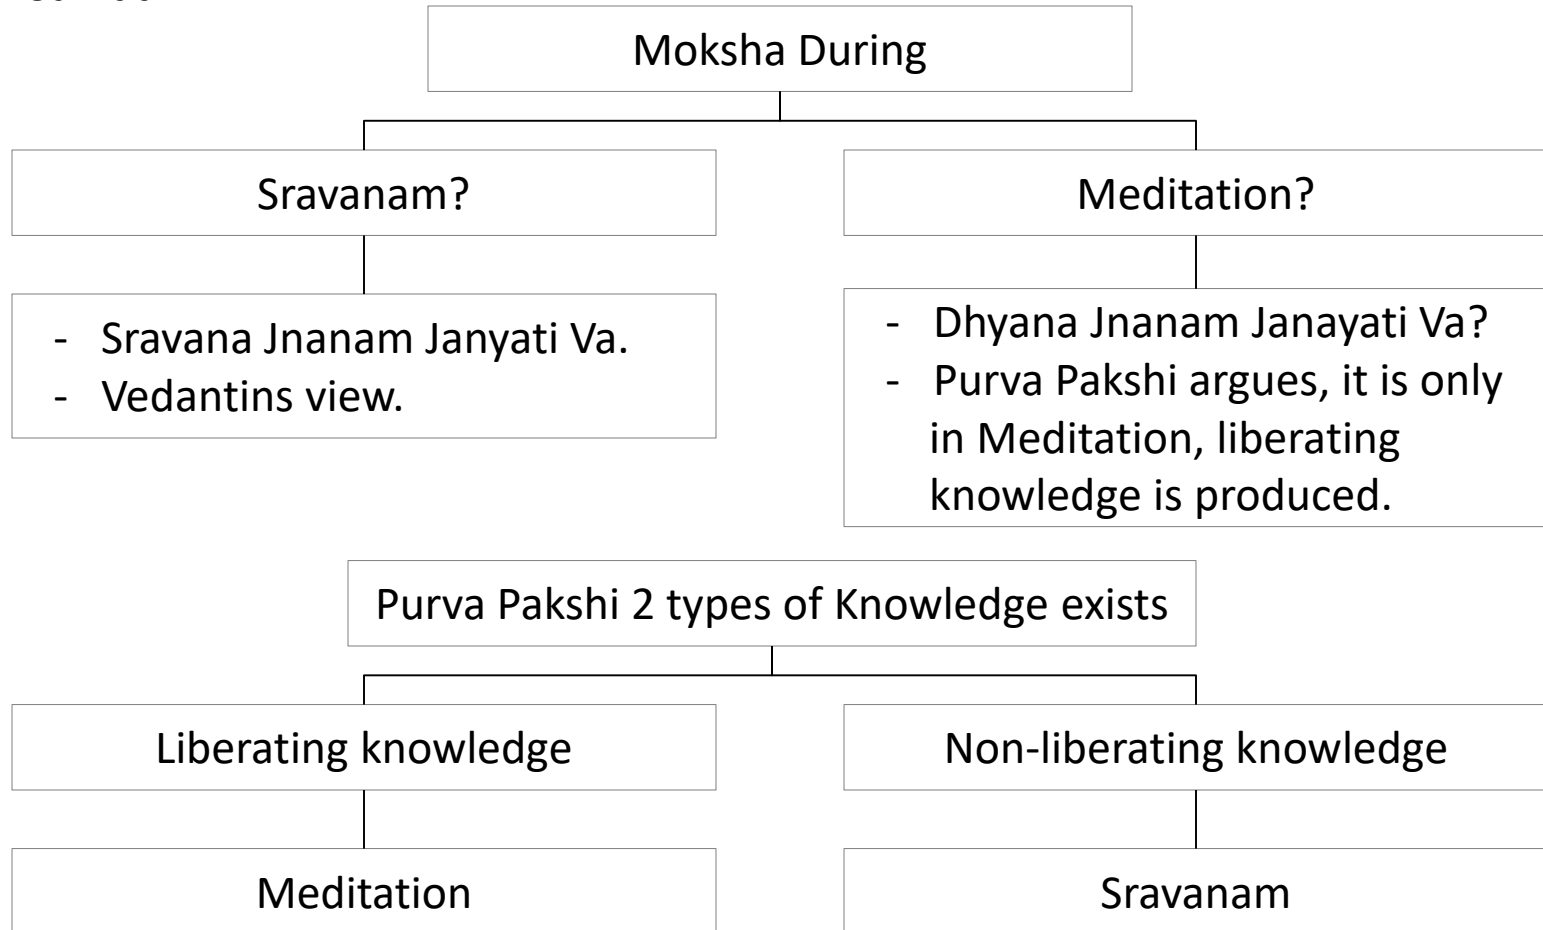 Moksha During
Sravanam?
Meditation?
- Sravana Jnanam Janyati Va.
- Vedantins view.
- Dhyana Jnanam Janayati Va?
- Purva Pakshi argues, it is only
in Meditation, liberating
knowledge is produced.
Purva Pakshi 2 types of Knowledge exists
Liberating knowledge
Non-liberating knowledge
Meditation
Sravanam